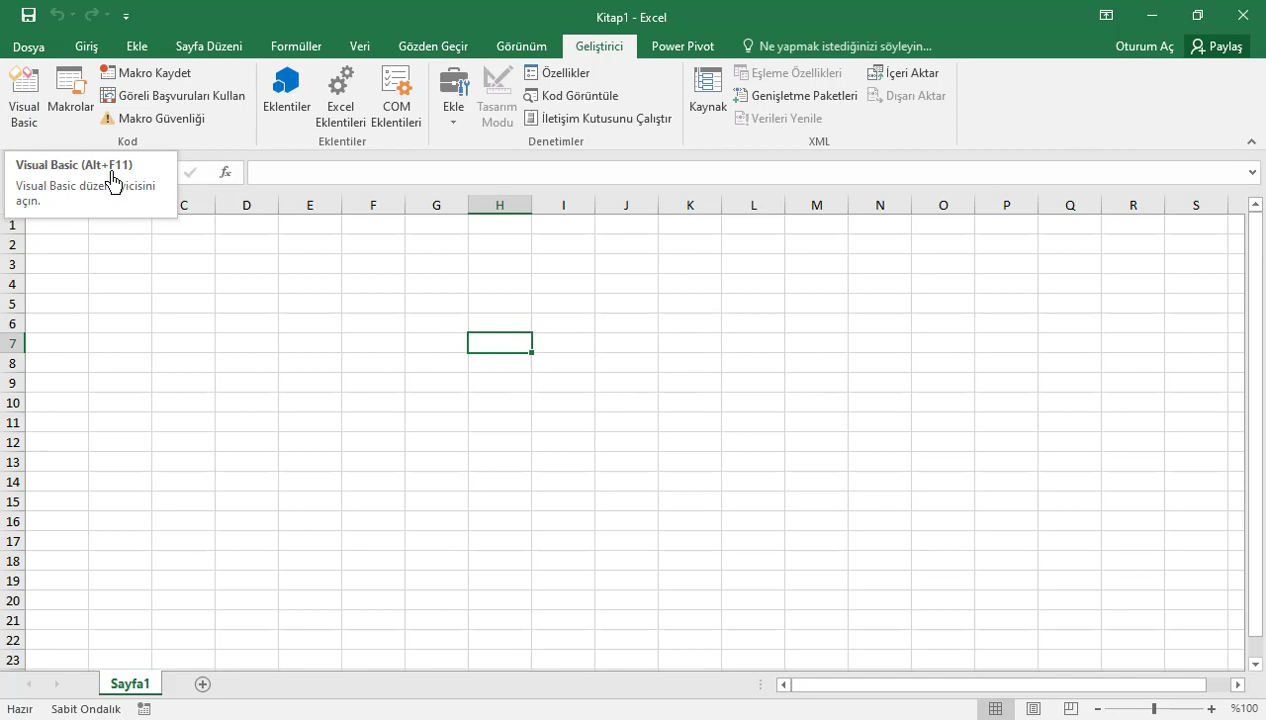 Kitap1 - Excel
Dosya Giriş Ekle Sayfa Düzeni Formüller Veri Gözden Geçir Görünüm Geliştirici Power Pivot Ne yapmak istediğinizi söyleyin... Oturum Aç Paylaş
Visual Basic
Makrolar
Makro Kaydet
Göreli Başvuruları Kullan
Makro Güvenliği
Kod
Eklentiler
Excel Eklentileri
COM Eklentileri
Eklentiler
Ekle
Tasarım Modu
Özellikler
Kod Görüntüle
İletişim Kutusunu Çalıştır
Denetimler
Kaynak
Eşleme Özellikleri
Genişletme Paketleri
Verileri Yenile
İçeri Aktar
Dışarı Aktar
XML
Visual Basic (Alt+F11)
Visual Basic düzenleyicisini
açın.
fx
C D E F G H I J K L M N O P Q R S
1
2
3
4
5
6
7
8
9
10
11
12
13
14
15
16
17
18
19
20
21
22
23
Sayfa1
Hazır Sabit Ondalık %100